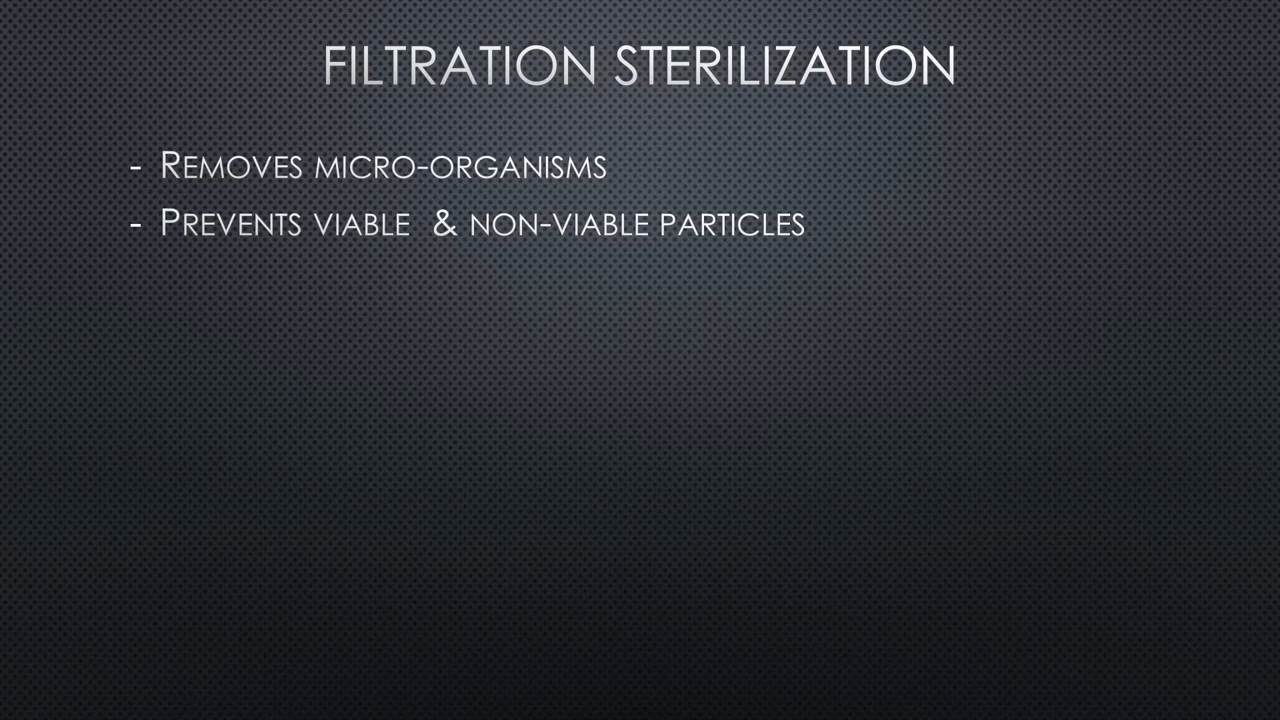 FILTRATION STERILIZATION
- REMOVES MICRO-ORGANISMS
- PREVENTS VIABLE & NON-VIABLE PARTICLES